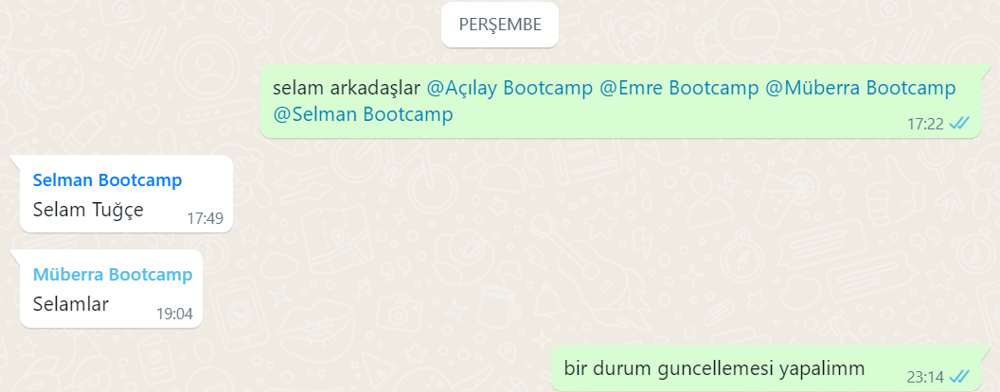 PERŞEMBE
selam arkadaşlar @Açılay Bootcamp @Emre Bootcamp @Müberra Bootcamp
@Selman Bootcamp
17:22
Selman Bootcamp
Selam Tuğçe
17:49
Müberra Bootcamp
Selamlar
19:04
bir durum guncellemesi yapalimm
23:14